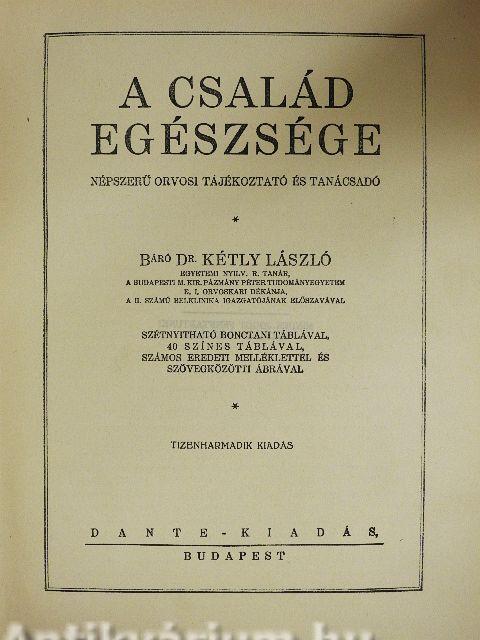 A CSALÁD
EGÉSZSÉGE
NÉPSZERŰ ORVOSI TÁJÉKOZTATÓ ÉS TANÁCSADÓ
*
BÁRÓ DR. KÉTLY LÁSZLÓ
EGYETEMI NYILV. R. TANÁR,
A BUDAPESTI M. KIR. PÁZMÁNY PÉTER TUDOMÁNYEGYETEM
E. I. ORVOSKARI DÉKÁNJA,
A II. SZÁMÚ BELKLINIKA IGAZGATÓJÁNAK ELŐSZAVÁVAL
SZÉTNYITHATÓ BONCTANI TÁBLÁVAL,
40 SZÍNES TÁBLÁVAL,
SZÁMOS EREDETI MELLÉKLETTEL ÉS
SZÖVEGKÖZÖTTI ÁBRÁVAL
*
TIZENHARMADIK KIADÁS
DANTE-KIADÁS,
BUDAPEST
Antikvárium.hu